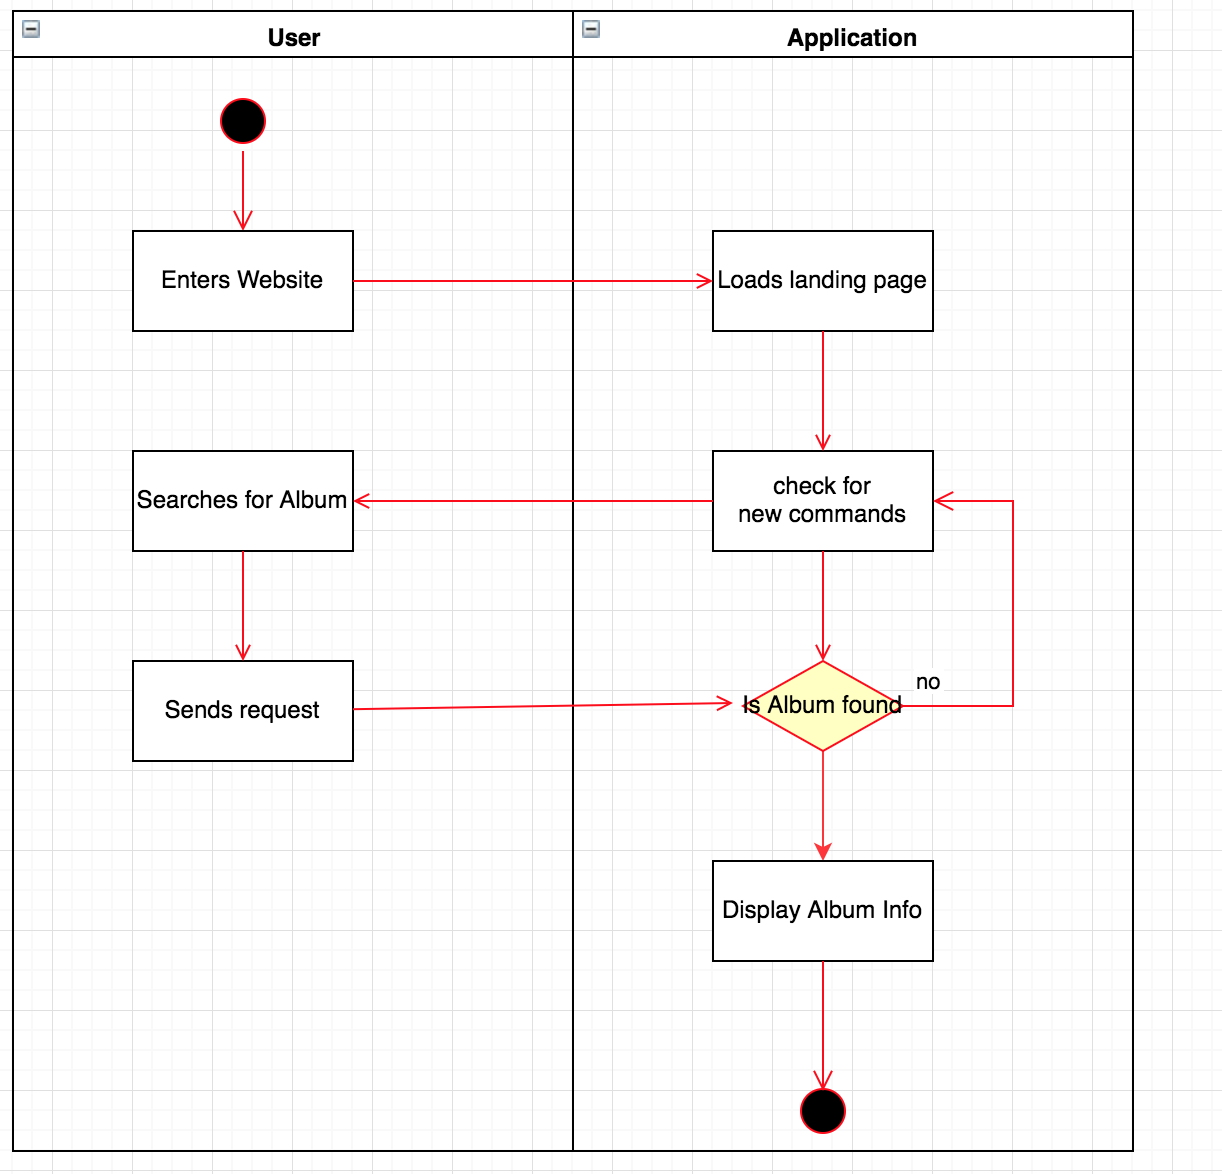 User
Application
Enters Website
Loads landing page
Searches for Album
check for
new commands
Sends request
Is Album found
no
Display Album Info